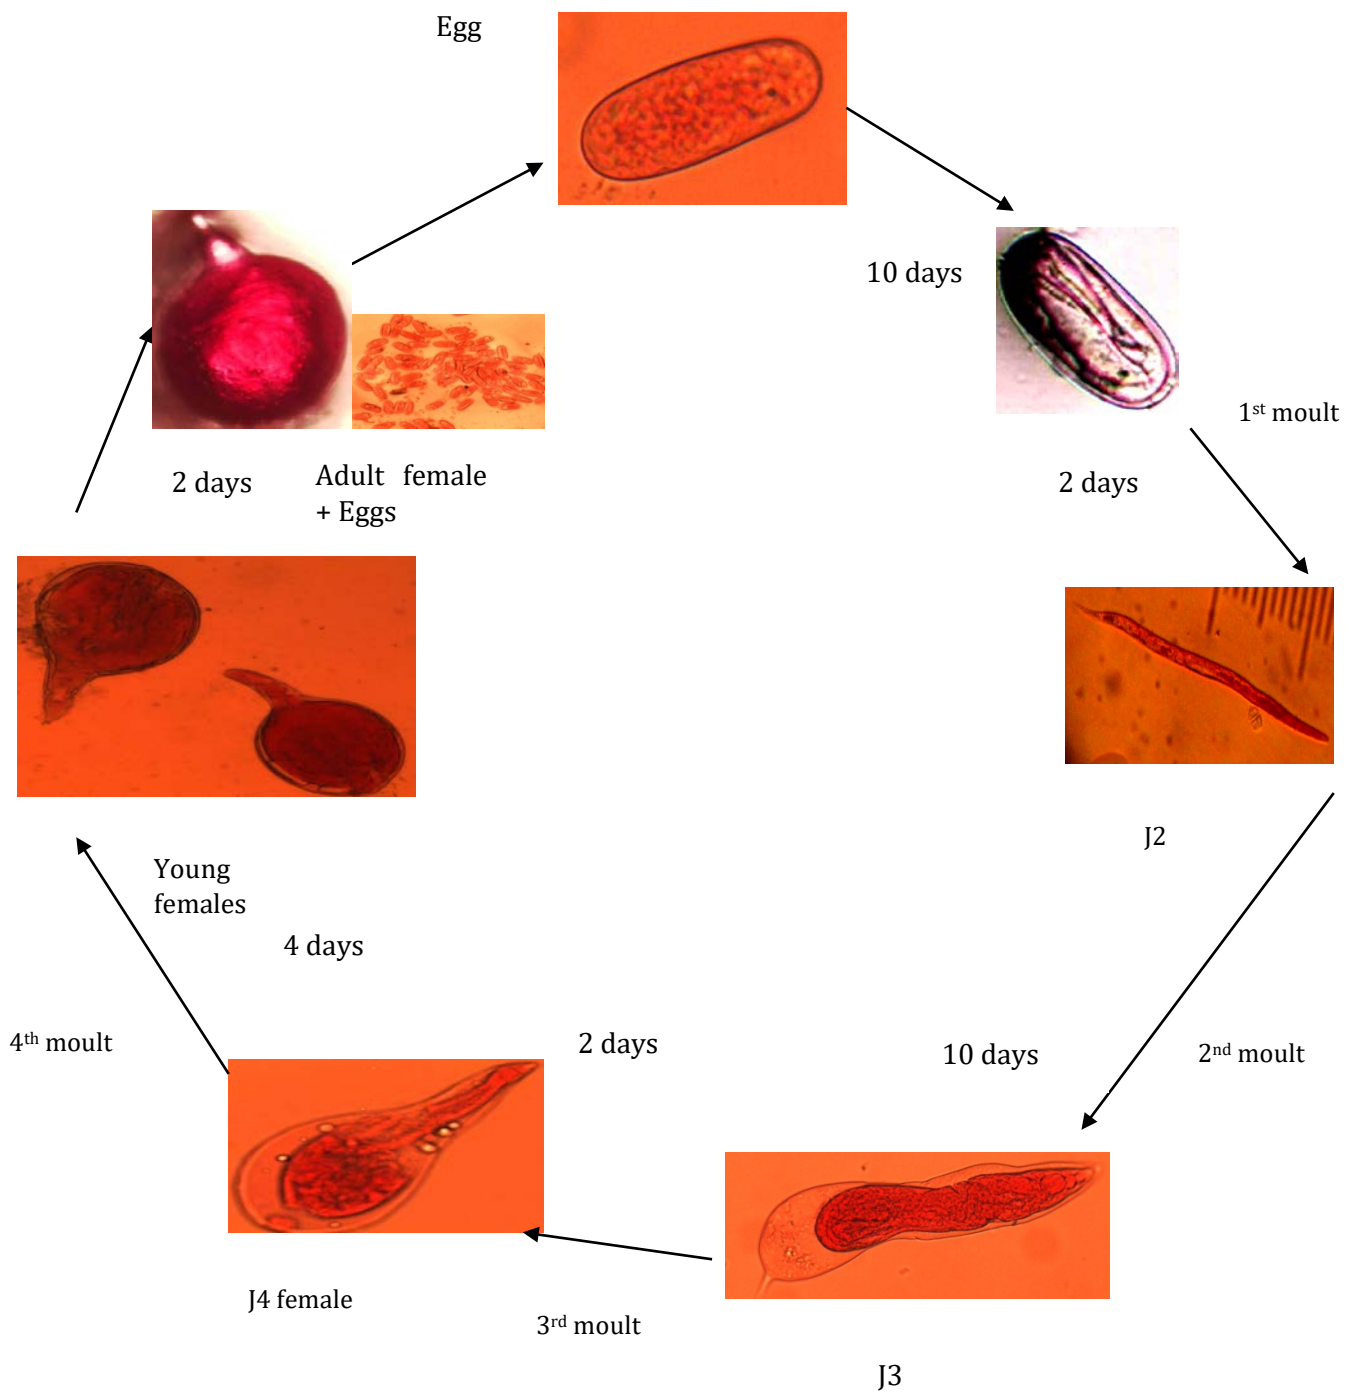 Egg
10 days
1st moult
2 days
J2
2nd moult
10 days
J3
3rd moult
2 days
J4 female
4th moult
4 days
Young
females
2 days
Adult female
+ Eggs